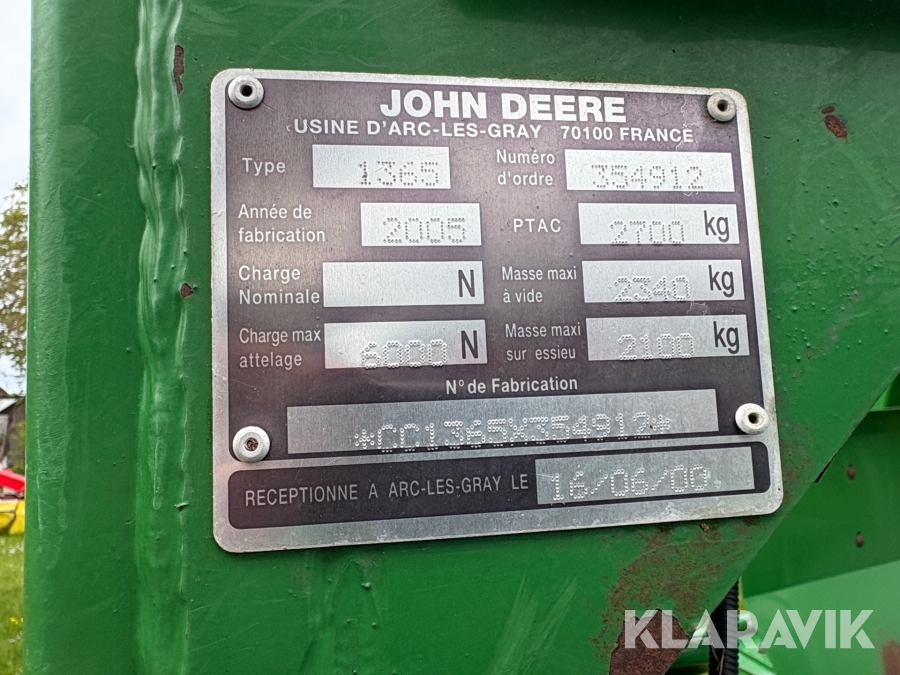 JOHN DEERE
USINE D'ARC-LES-GRAY 70100 FRANCE
Type 1365 Numéro d'ordre 354912
Année de fabrication 2005 PTAC 2700 kg
Charge Nominale N Masse maxi à vide 2340 kg
Charge max attelage 6000 N Masse maxi sur essieu 2100 kg
N° de Fabrication
*CC1365X354912*
RECEPTIONNE A ARC-LES-GRAY LE 16/06/00
KLARAVIK